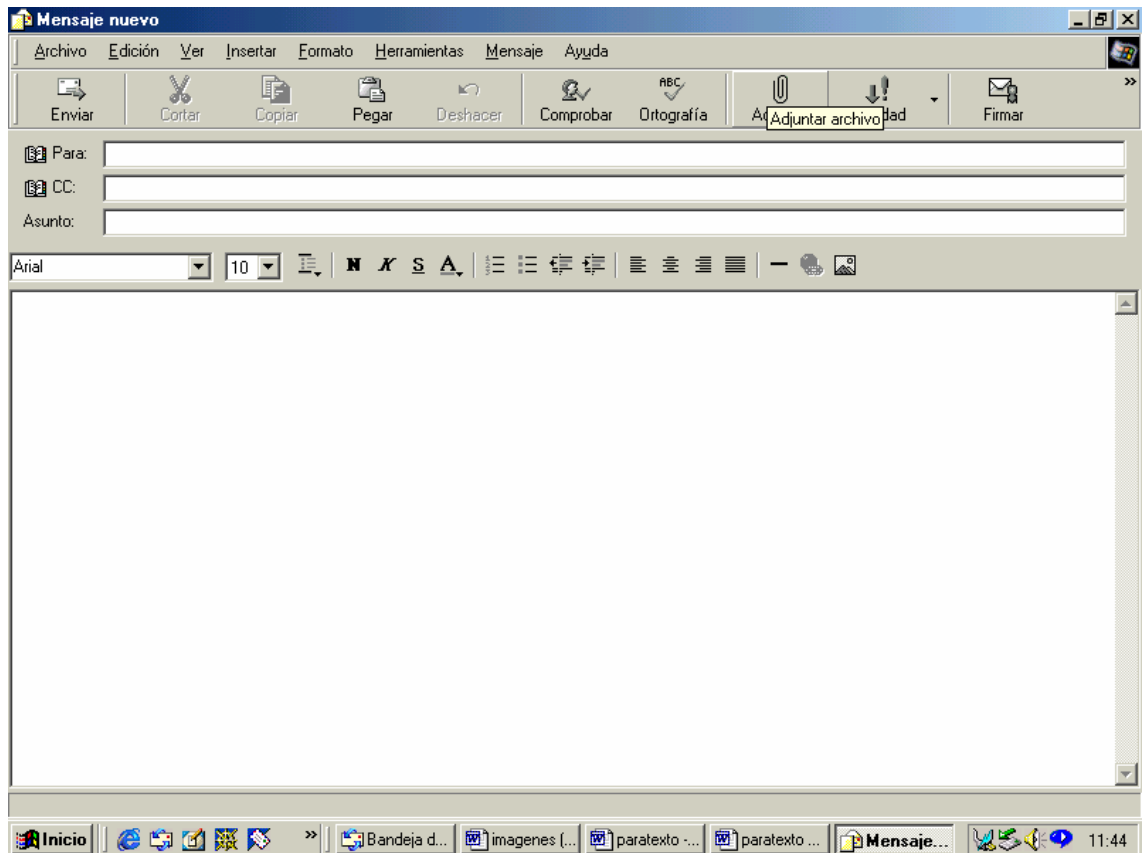 Mensaje nuevo
Archivo Edición Ver Insertar Formato Herramientas Mensaje Ayuda
Enviar Cortar Copiar Pegar Deshacer Comprobar ABC Ortografía Firmar
Adjuntar archivo
Para:
CC:
Asunto:
Arial 10 N K S A
Inicio Bandeja d... imagenes (... paratexto -... paratexto ... Mensaje... 11:44